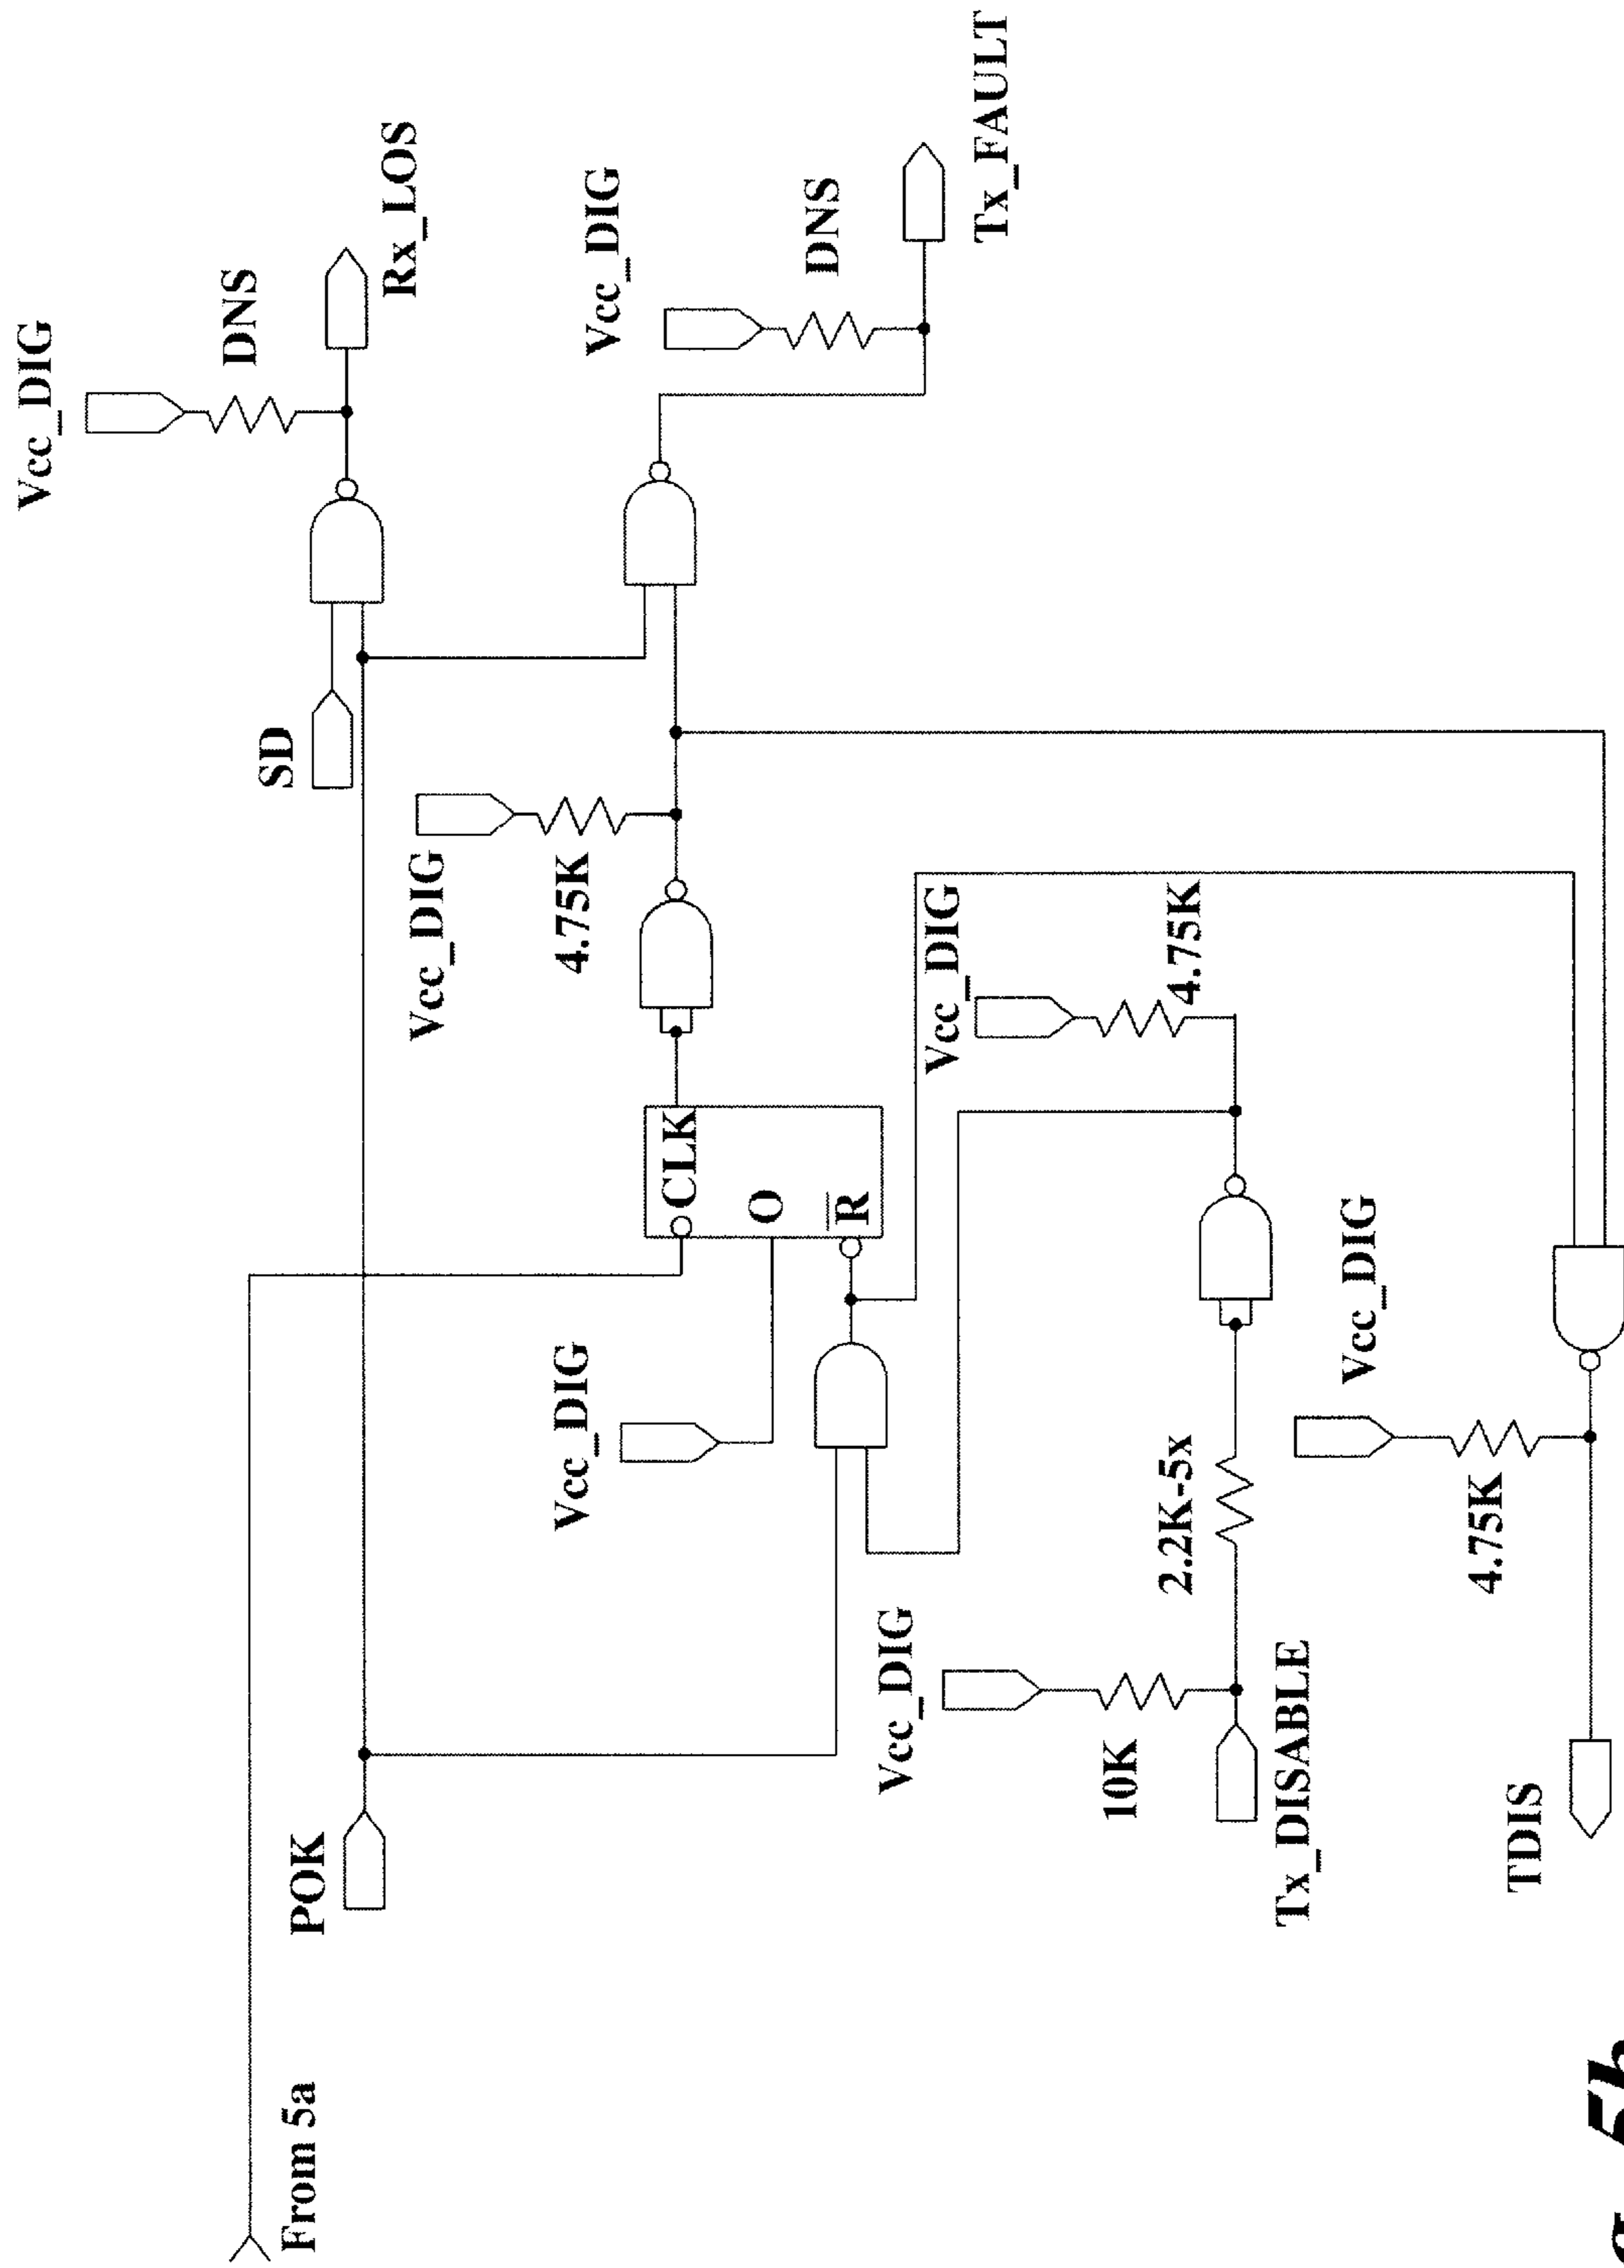 From 5a
POK
SD
Vcc_DIG
DNS
Rx_LOS
Vcc_DIG
4.75K
Vcc_DIG
CLK
O
R
Vcc_DIG
DNS
Tx_FAULT
Vcc_DIG
10K
Tx_DISABLE
2.2K-5x
Vcc_DIG
4.75K
Vcc_DIG
4.75K
TDIS
5b